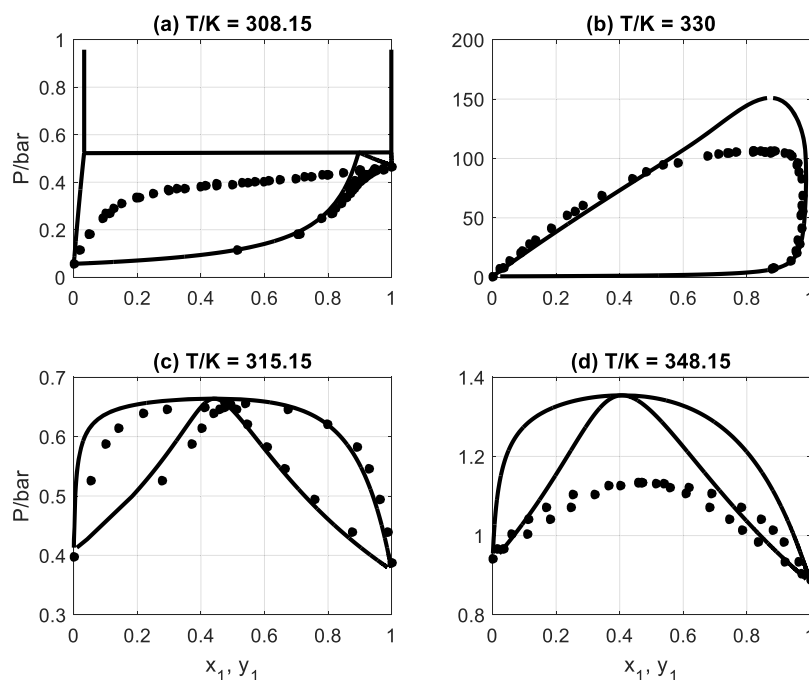 (a) T/K = 308.15
P/bar
1
0.8
0.6
0.4
0.2
0
0 0.2 0.4 0.6 0.8 1
(b) T/K = 330
200
150
100
50
0
0 0.2 0.4 0.6 0.8 1
(c) T/K = 315.15
P/bar
0.7
0.6
0.5
0.4
0.3
0 0.2 0.4 0.6 0.8 1
x1, y1
(d) T/K = 348.15
1.4
1.2
1
0.8
0 0.2 0.4 0.6 0.8 1
x1, y1